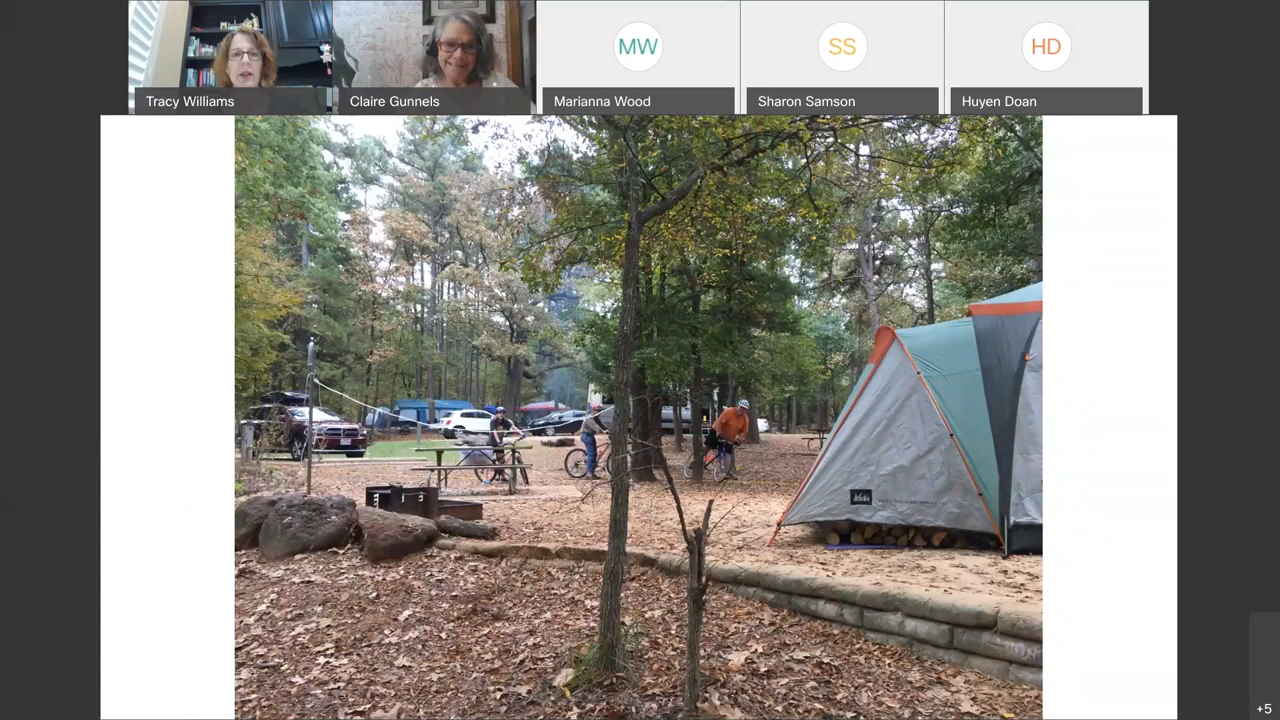 MW
SS
HD
Tracy Williams
Claire Gunnels
Marianna Wood
Sharon Samson
Huyen Doan
+5